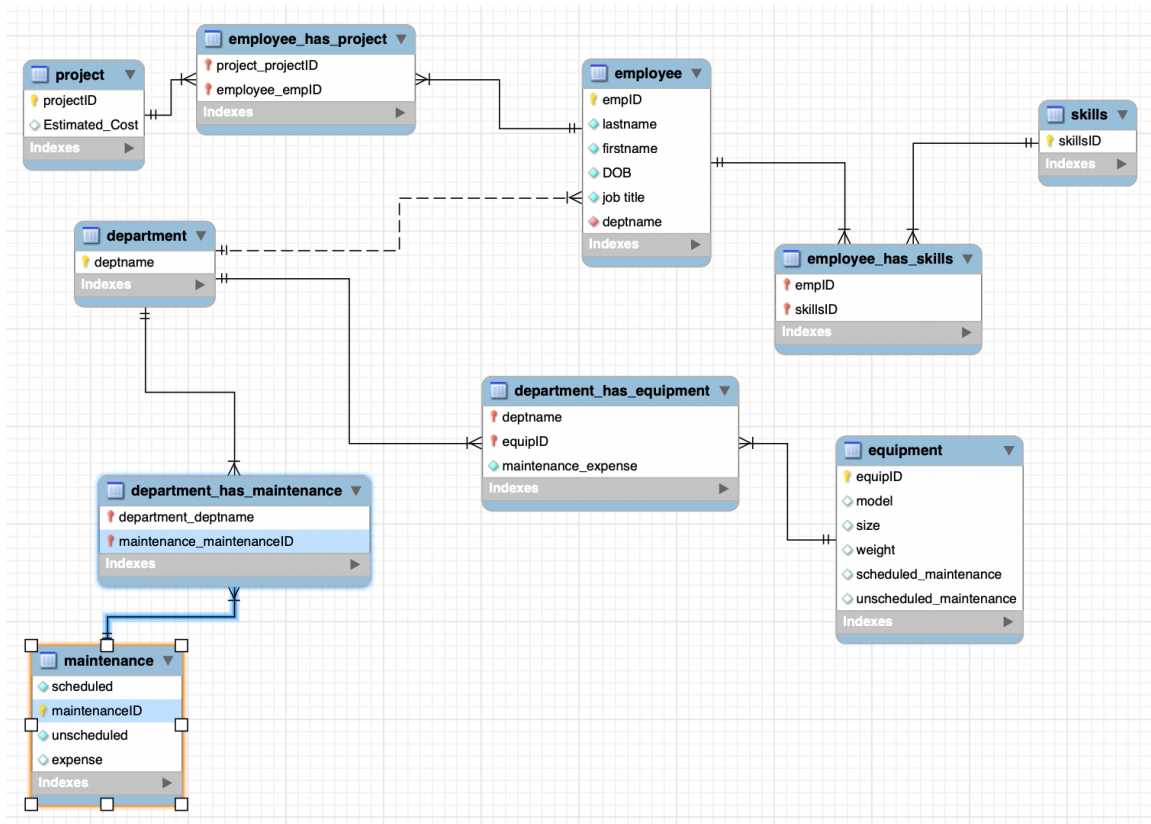 project
projectID
Estimated_Cost
Indexes
employee_has_project
project_projectID
employee_empID
Indexes
employee
empID
lastname
firstname
DOB
job title
deptname
Indexes
skills
skillsID
Indexes
department
deptname
Indexes
employee_has_skills
empID
skillsID
Indexes
department_has_equipment
deptname
equipID
maintenance_expense
Indexes
equipment
equipID
model
size
weight
scheduled_maintenance
unscheduled_maintenance
Indexes
department_has_maintenance
department_deptname
maintenance_maintenanceID
Indexes
maintenance
scheduled
maintenanceID
unscheduled
expense
Indexes